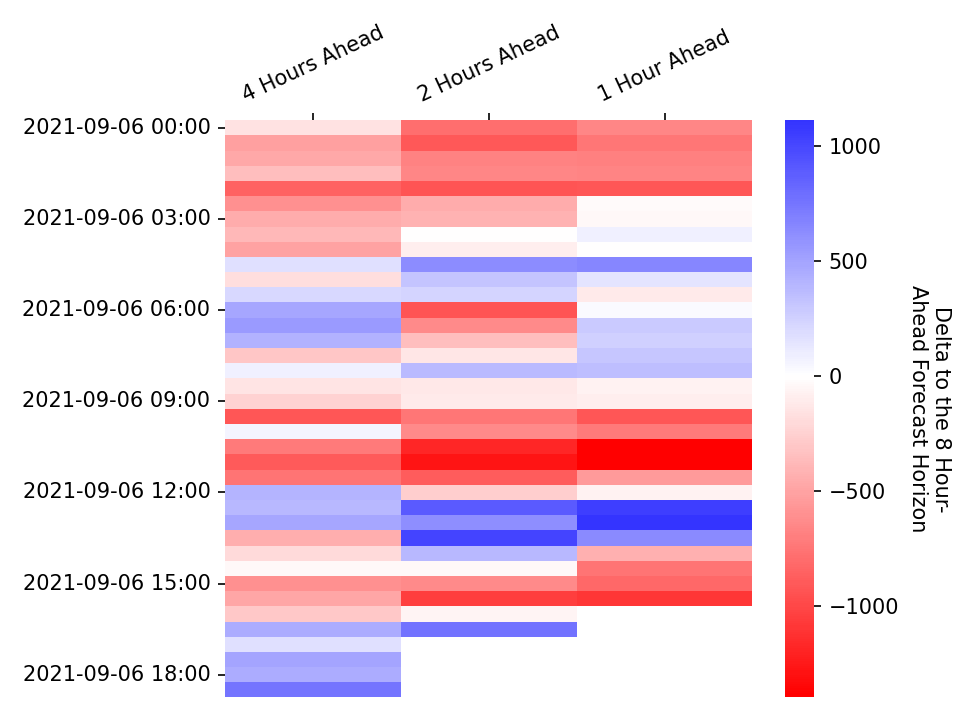 4 Hours Ahead
2 Hours Ahead
1 Hour Ahead
2021-09-06 00:00
2021-09-06 03:00
2021-09-06 06:00
2021-09-06 09:00
2021-09-06 12:00
2021-09-06 15:00
2021-09-06 18:00
1000
500
0
−500
−1000
Delta to the 8 Hour-
Ahead Forecast Horizon